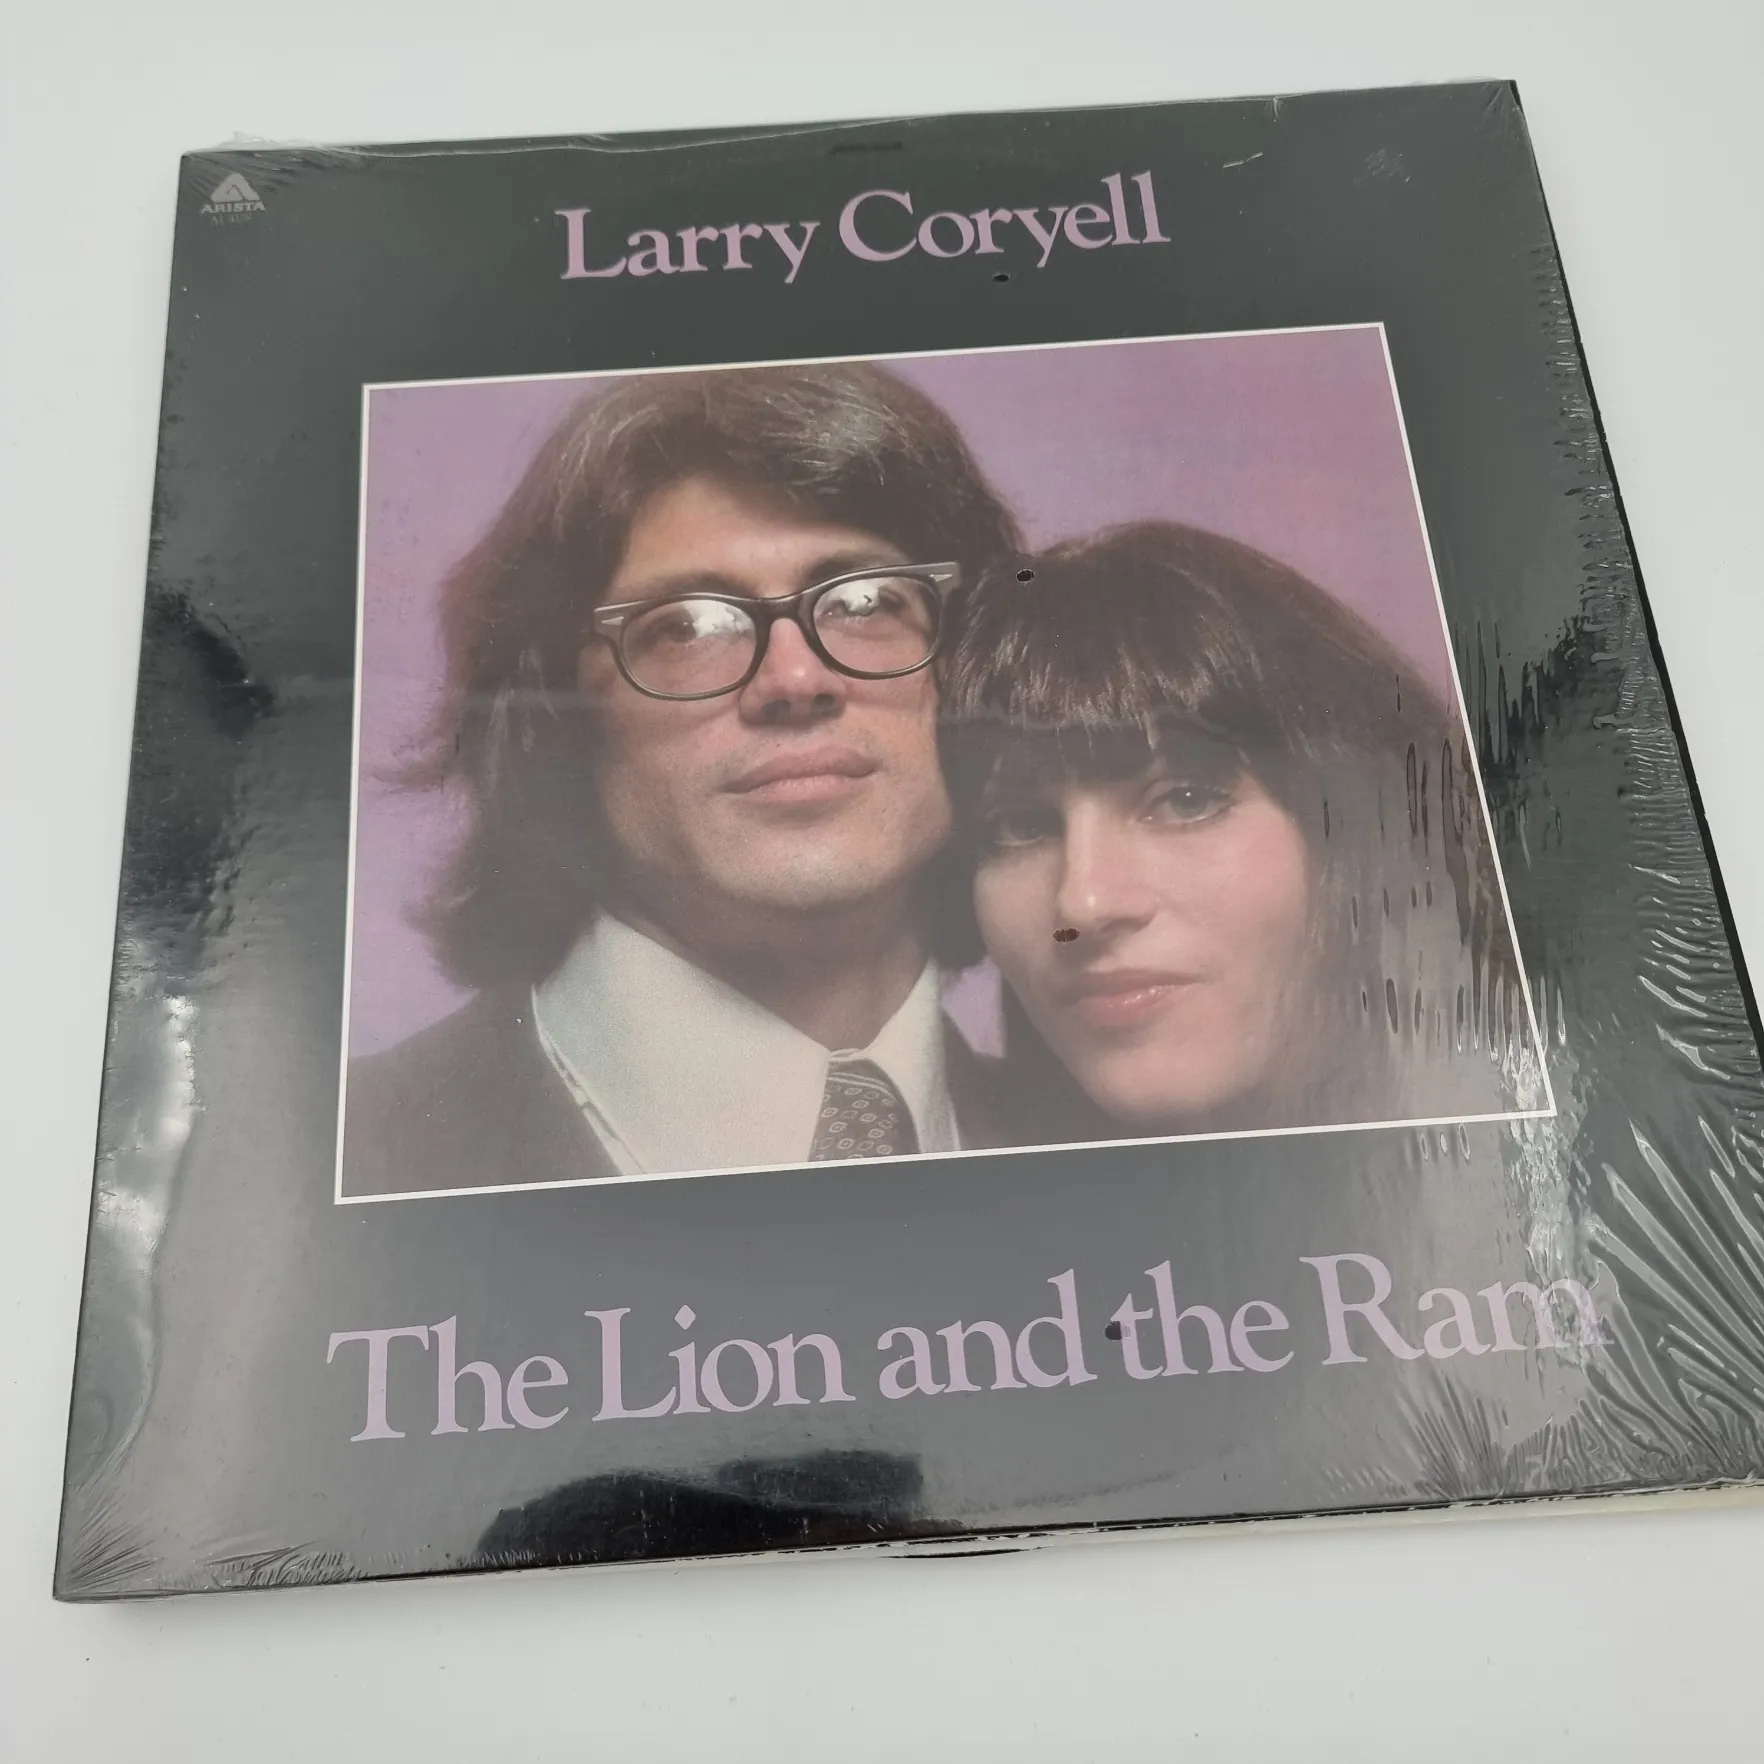 ARISTA
Larry Coryell
The Lion and the Ram